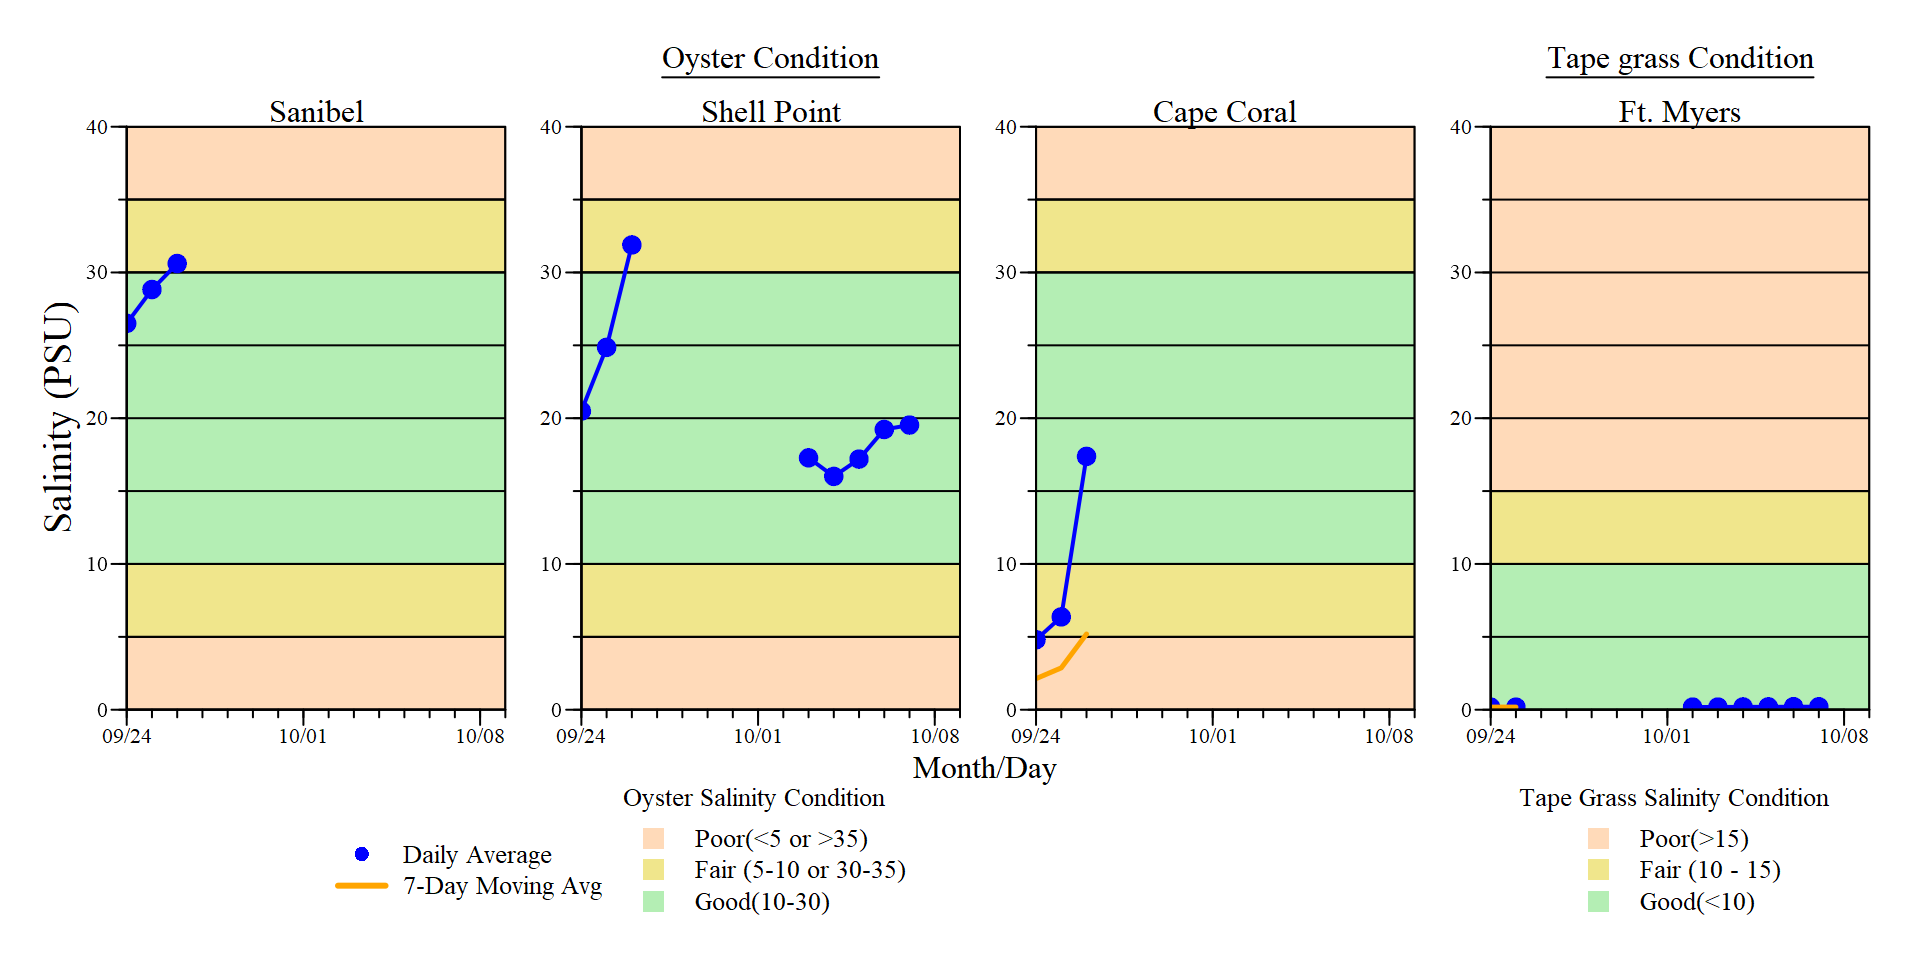 Oyster Condition
Tape grass Condition
Sanibel
Shell Point
Cape Coral
Ft. Myers
Salinity (PSU)
40
30
20
10
0
09/24
10/01
10/08
40
30
20
10
0
09/24
10/01
10/08
40
30
20
10
0
09/24
10/01
10/08
40
30
20
10
0
09/24
10/01
10/08
Month/Day
Daily Average
7-Day Moving Avg
Oyster Salinity Condition
Poor(<5 or >35)
Fair (5-10 or 30-35)
Good(10-30)
Tape Grass Salinity Condition
Poor(>15)
Fair (10 - 15)
Good(<10)